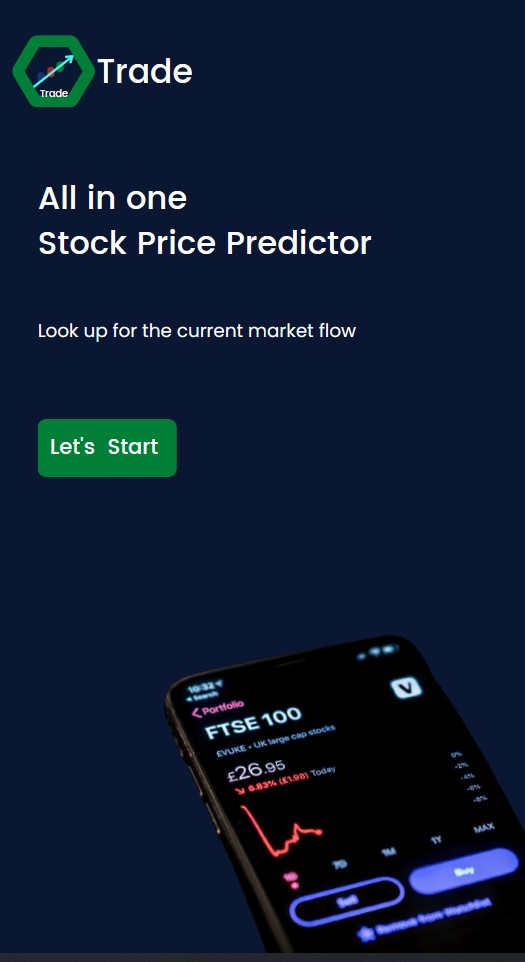 Trade
Trade
All in one
Stock Price Predictor
Look up for the current market flow
Let's Start
10:32
Search
Portfolio
FTSE 100
£VUKE • UK large cap stocks
£26.95
6.83% (£1.98) Today
0%
-2%
-4%
-6%
-8%
1D 7D 1M 1Y MAX
Sell Buy
Remove from Watchlist